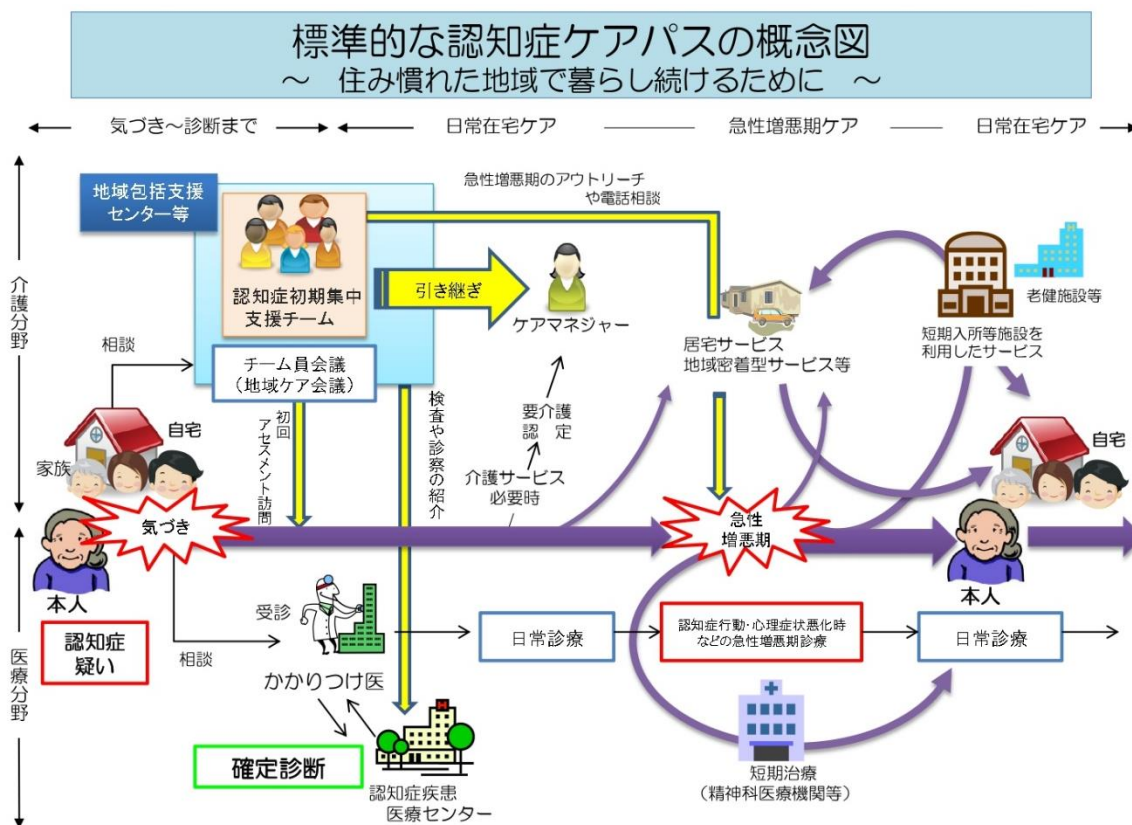 標準的な認知症ケアパスの概念図
～ 住み慣れた地域で暮らし続けるために ～
気づき～診断まで
日常在宅ケア
急性増悪期ケア
日常在宅ケア
介護分野
医療分野
地域包括支援
センター等
認知症初期集中
支援チーム
チーム員会議
（地域ケア会議）
急性増悪期のアウトリーチ
や電話相談
引き継ぎ
ケアマネジャー
居宅サービス
地域密着型サービス等
老健施設等
短期入所等施設を
利用したサービス
相談
自宅
家族
気づき
本人
初回
アセスメント訪問
検査や診察の紹介
要介護
認定
介護サービス
必要時
急性
増悪期
自宅
本人
認知症
疑い
相談
受診
かかりつけ医
日常診療
認知症行動・心理症状悪化時
などの急性増悪期診療
日常診療
確定診断
H
認知症疾患
医療センター
短期治療
（精神科医療機関等）